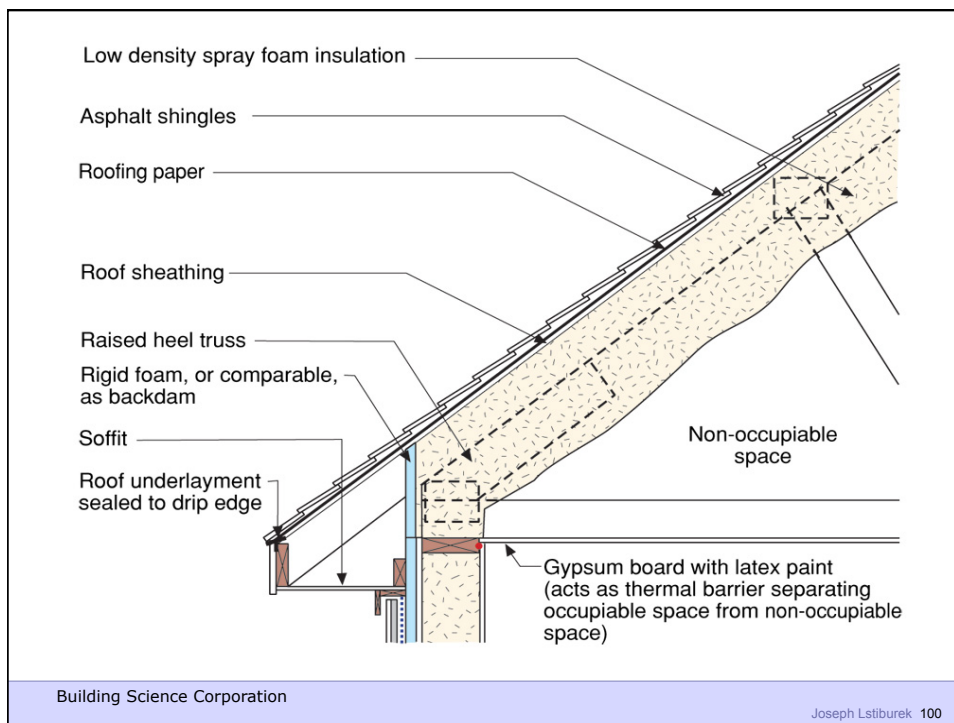 Low density spray foam insulation
Asphalt shingles
Roofing paper
Roof sheathing
Raised heel truss
Rigid foam, or comparable,
as backdam
Soffit
Roof underlayment
sealed to drip edge
Non-occupiable
space
Gypsum board with latex paint
(acts as thermal barrier separating
occupiable space from non-occupiable
space)
Building Science Corporation
Joseph Lstiburek 100